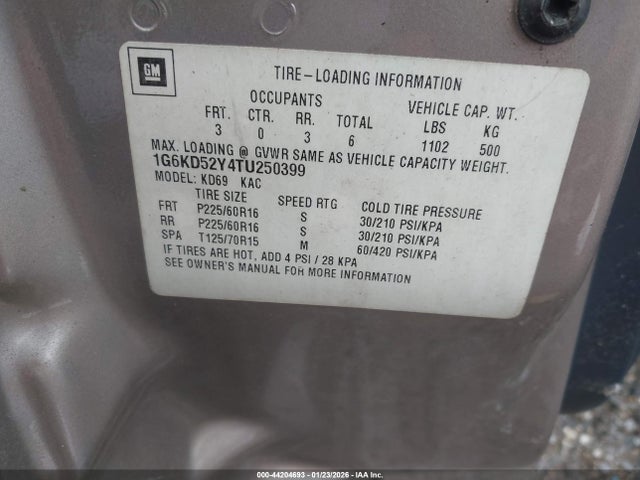 GM
TIRE-LOADING INFORMATION
OCCUPANTS VEHICLE CAP. WT.
FRT. CTR. RR. TOTAL LBS KG
3 0 3 6 1102 500
MAX. LOADING @ GVWR SAME AS VEHICLE CAPACITY WEIGHT.
1G6KD52Y4TU250399
MODEL: KD69 KAC
TIRE SIZE SPEED RTG COLD TIRE PRESSURE
FRT P225/60R16 S 30/210 PSI/KPA
RR P225/60R16 S 30/210 PSI/KPA
SPA T125/70R15 M 60/420 PSI/KPA
IF TIRES ARE HOT, ADD 4 PSI / 28 KPA
SEE OWNER'S MANUAL FOR MORE INFORMATION
000-44204693 - 01/23/2026 - IAA Inc.